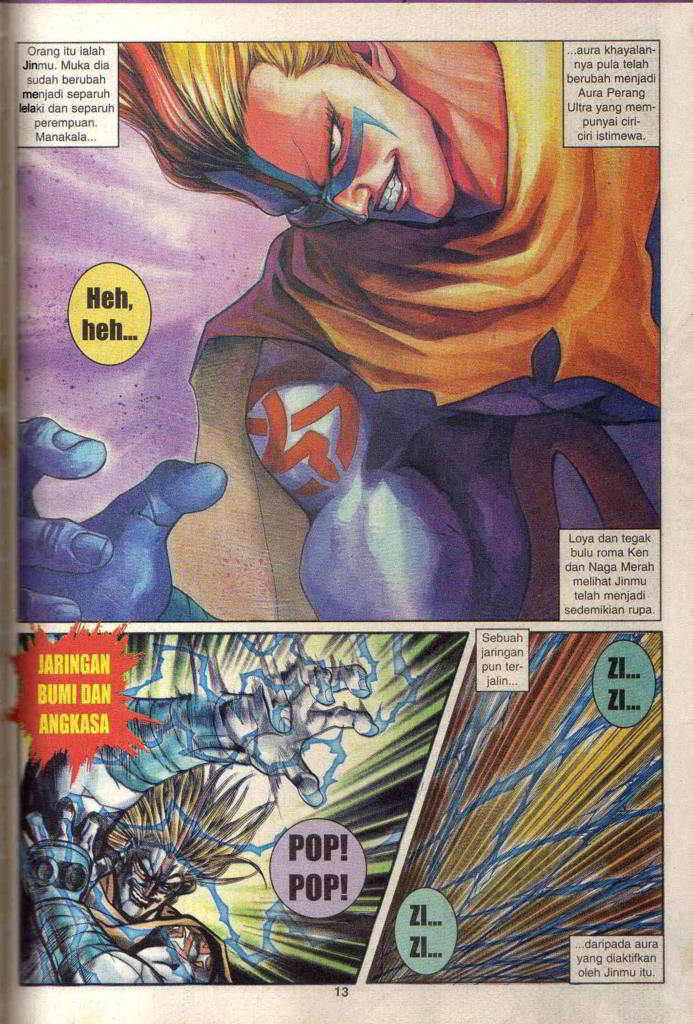 Orang itu ialah
Jinmu. Muka dia
sudah berubah
menjadi separuh
lelaki dan separuh
perempuan.
Manakala...
...aura khayalan-
nya pula telah
berubah menjadi
Aura Perang
Ultra yang mem-
punyai ciri-
ciri istimewa.
Heh,
heh...
Loya dan tegak
bulu roma Ken
dan Naga Merah
melihat Jinmu
telah menjadi
sedemikian rupa.
JARINGAN
BUMI DAN
ANGKASA
POP!
POP!
Sebuah
jaringan
pun ter-
jalin...
ZI...
ZI...
ZI...
ZI...
...daripada aura
yang diaktifkan
oleh Jinmu itu.
13